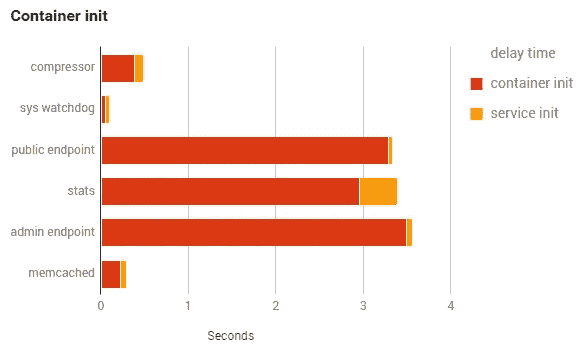 Container init
delay time
container init
service init
compressor
sys watchdog
public endpoint
stats
admin endpoint
memcached
0 1 2 3 4
Seconds